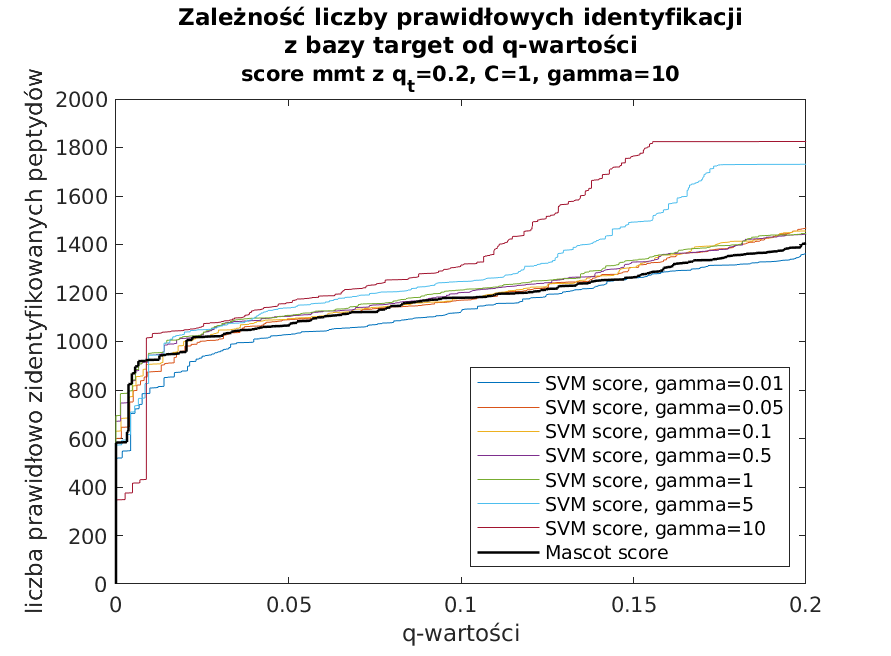 Zależność liczby prawidłowych identyfikacji
z bazy target od q-wartości
score mmt z qt=0.2, C=1, gamma=10
liczba prawidłowo zidentyfikowanych peptydów
2000
1800
1600
1400
1200
1000
800
600
400
200
0
SVM score, gamma=0.01
SVM score, gamma=0.05
SVM score, gamma=0.1
SVM score, gamma=0.5
SVM score, gamma=1
SVM score, gamma=5
SVM score, gamma=10
Mascot score
0 0.05 0.1 0.15 0.2
q-wartości